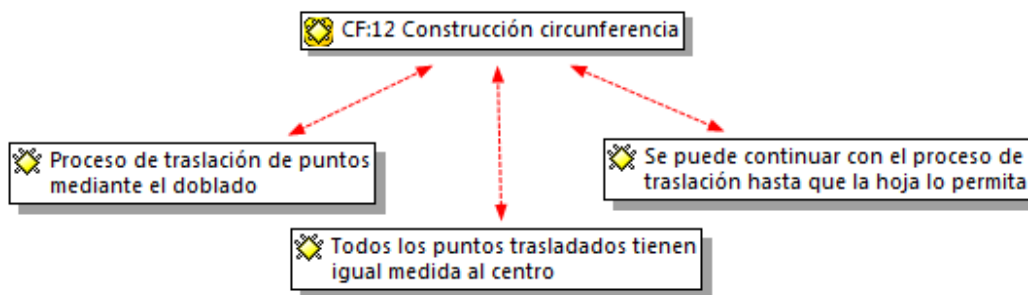 CF:12 Construcción circunferencia
Proceso de traslación de puntos
mediante el doblado
Se puede continuar con el proceso de
traslación hasta que la hoja lo permita
Todos los puntos trasladados tienen
igual medida al centro